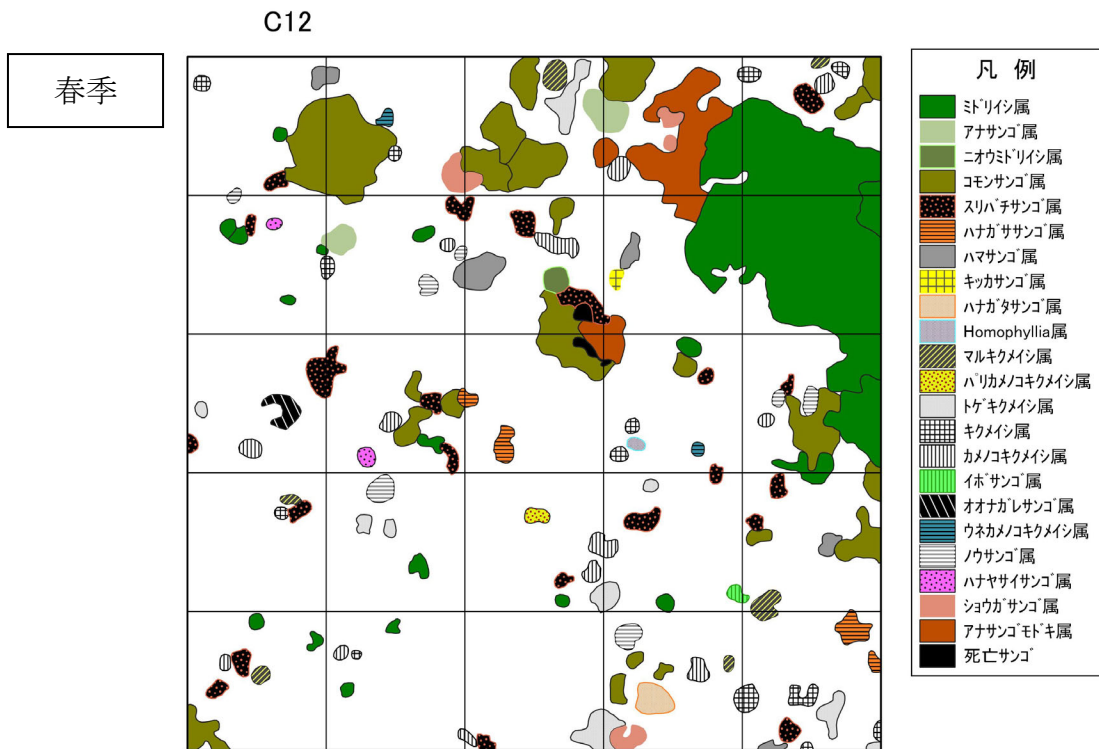 C12
春季
凡 例
ミドリイシ属
アナサンゴ属
ニオウミドリイシ属
コモンサンゴ属
スリバチサンゴ属
ハナガササンゴ属
ハマサンゴ属
キッカサンゴ属
ハナガタサンゴ属
Homophyllia属
マルキクメイシ属
パリカメノコキクメイシ属
トゲキクメイシ属
キクメイシ属
カメノコキクメイシ属
イボサンゴ属
オオナガレサンゴ属
ウネカメノコキクメイシ属
ノウサンゴ属
ハナヤサイサンゴ属
ショウガサンゴ属
アナサンゴモドキ属
死亡サンゴ